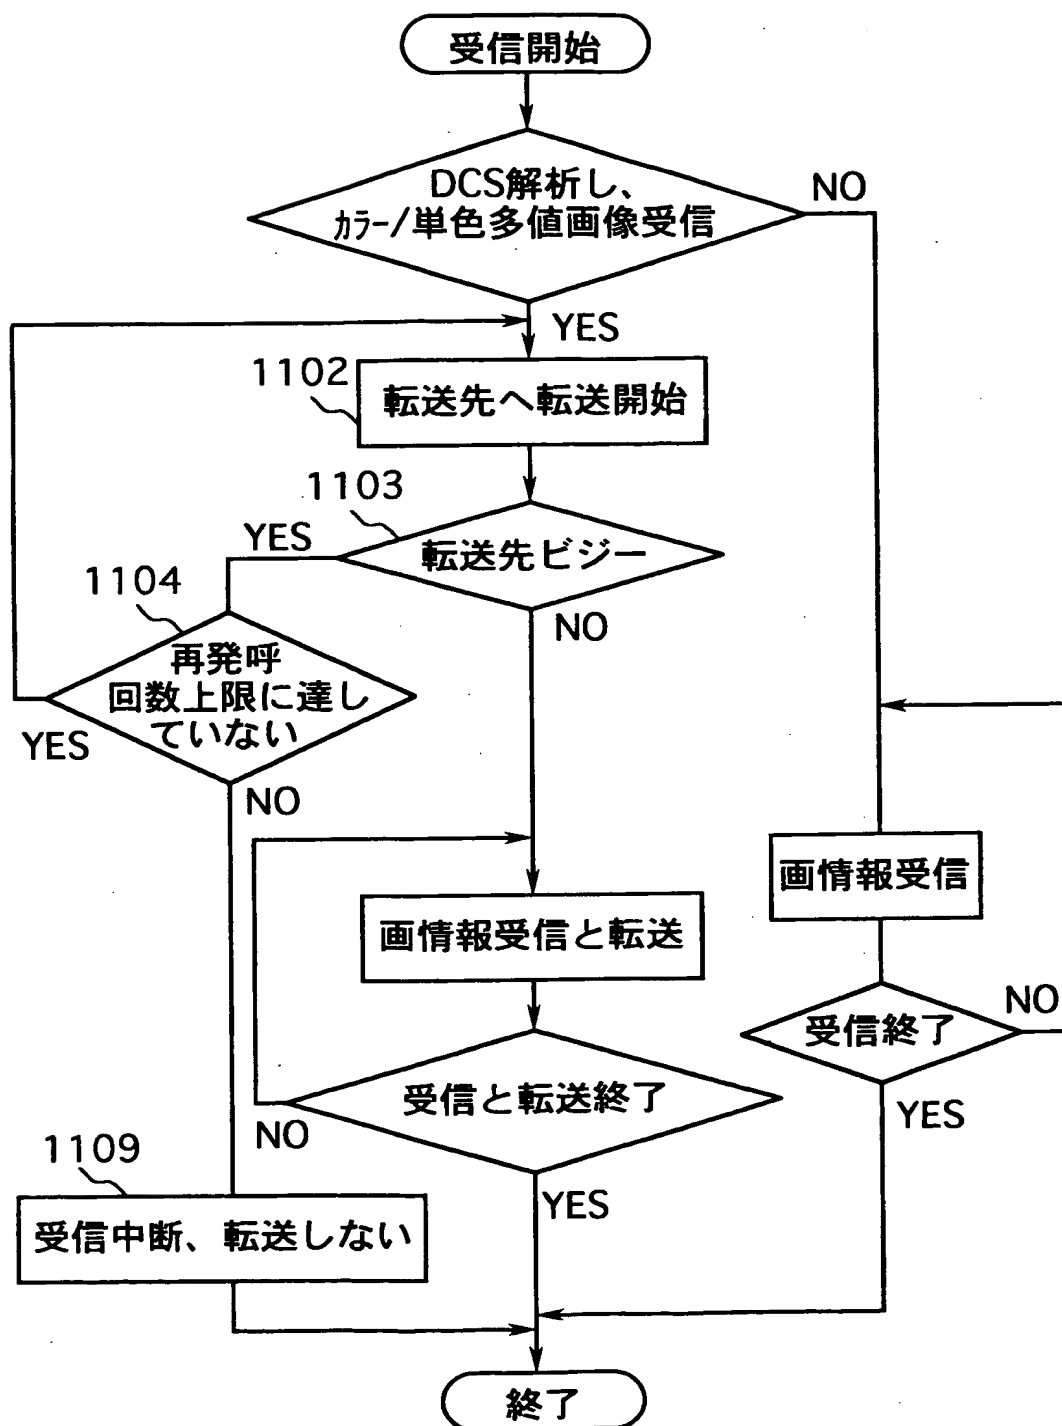 受信開始
DCS解析し、
カラー/単色多値画像受信
NO
YES
1102
転送先へ転送開始
1103
YES
転送先ビジー
1104
NO
再発呼
回数上限に達し
ていない
YES
NO
画情報受信
画情報受信と転送
NO
受信終了
受信と転送終了
YES
NO
1109
YES
受信中断、転送しない
終了